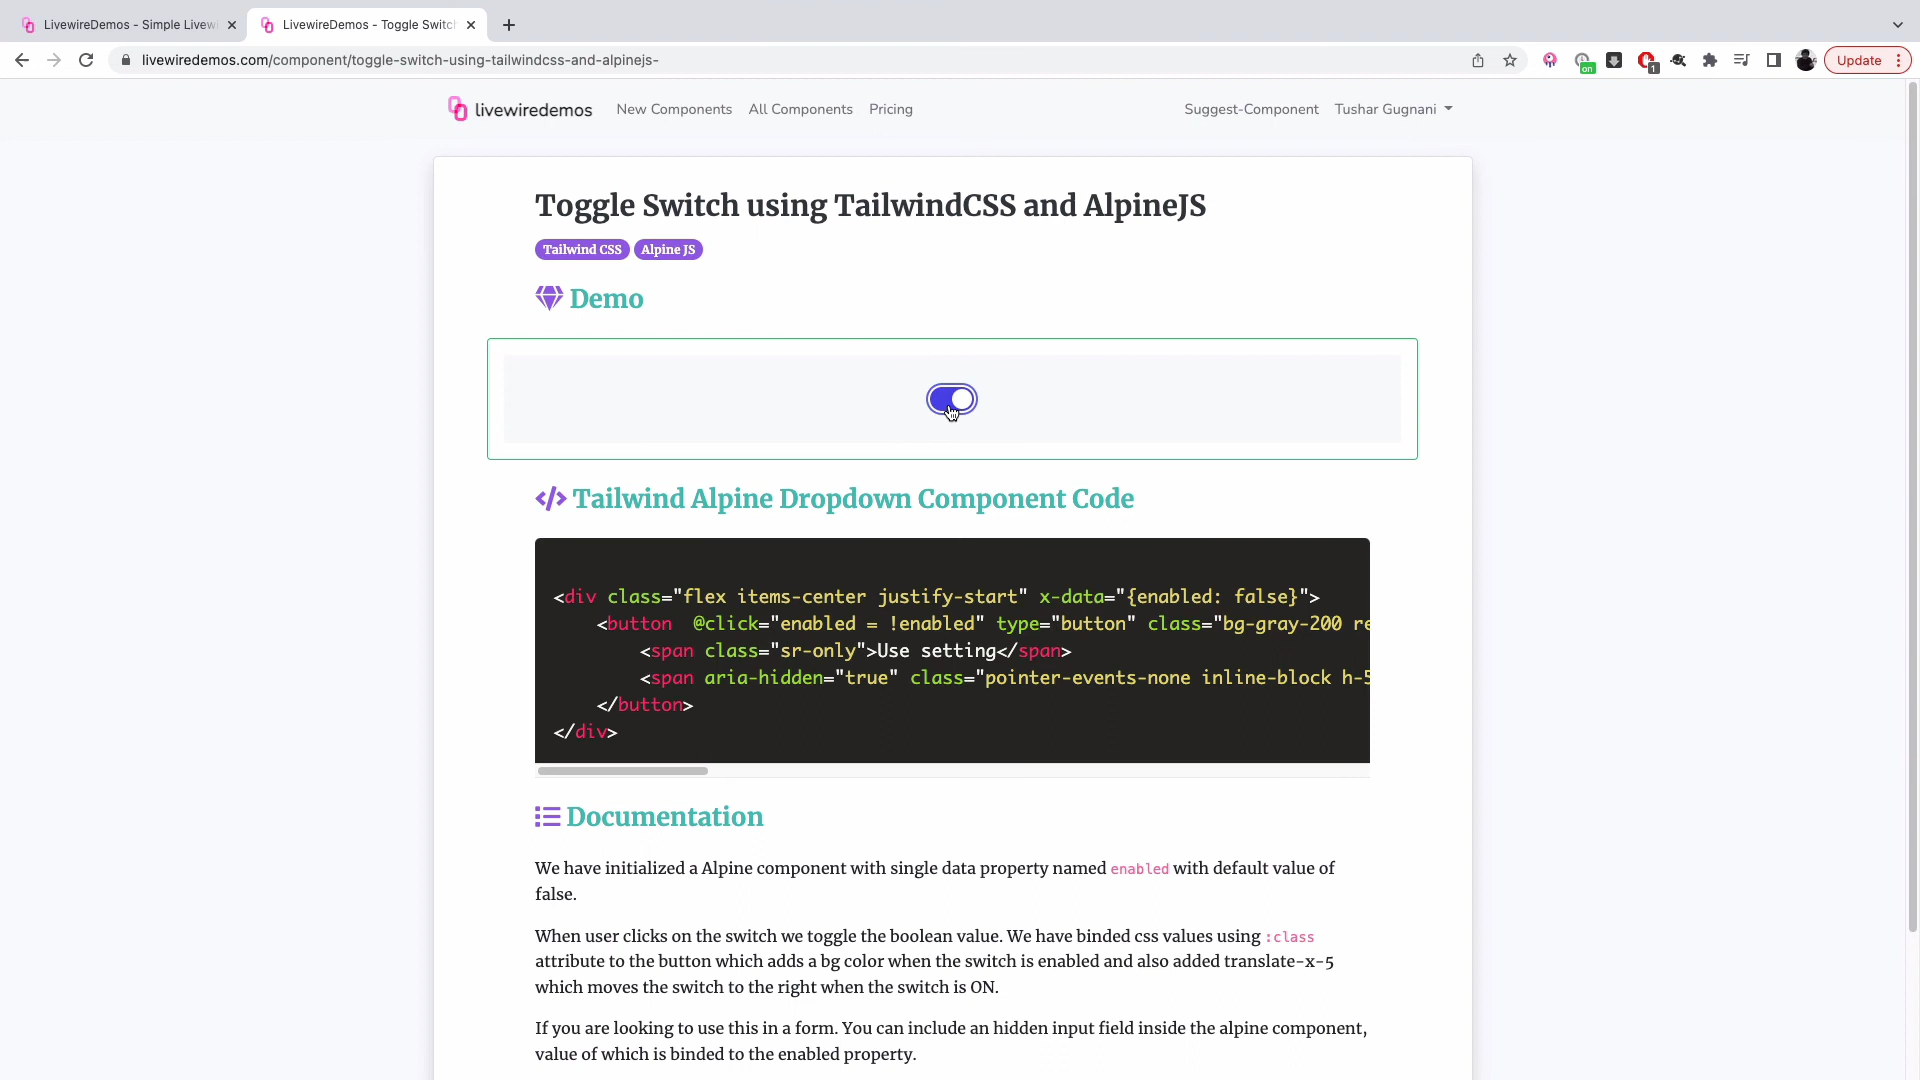 LivewireDemos - Simple Livewi
LivewireDemos - Toggle Switch
livewiredemos.com/component/toggle-switch-using-tailwindcss-and-alpinejs-
on
1
Update
livewiredemos
New Components
All Components
Pricing
Suggest-Component
Tushar Gugnani
Toggle Switch using TailwindCSS and AlpineJS
Tailwind CSS
Alpine JS
Demo
</> Tailwind Alpine Dropdown Component Code
<div class="flex items-center justify-start" x-data="{enabled: false}">
<button  @click="enabled = !enabled" type="button" class="bg-gray-200 re
<span class="sr-only">Use setting</span>
<span aria-hidden="true" class="pointer-events-none inline-block h-5
</button>
</div>
Documentation
We have initialized a Alpine component with single data property named enabled with default value of
false.
When user clicks on the switch we toggle the boolean value. We have binded css values using :class
attribute to the button which adds a bg color when the switch is enabled and also added translate-x-5
which moves the switch to the right when the switch is ON.
If you are looking to use this in a form. You can include an hidden input field inside the alpine component,
value of which is binded to the enabled property.